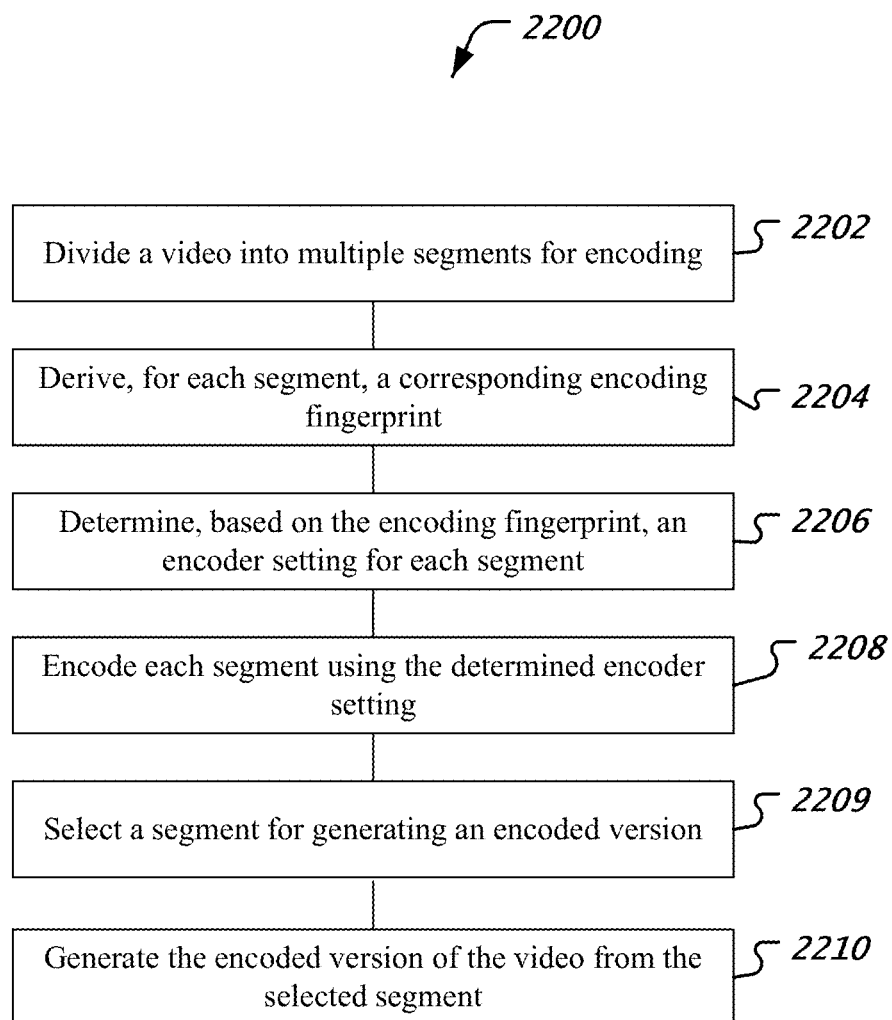 2200
Divide a video into multiple segments for encoding
2202
Derive, for each segment, a corresponding encoding
fingerprint
2204
Determine, based on the encoding fingerprint, an
encoder setting for each segment
2206
Encode each segment using the determined encoder
setting
2208
Select a segment for generating an encoded version
2209
Generate the encoded version of the video from the
selected segment
2210